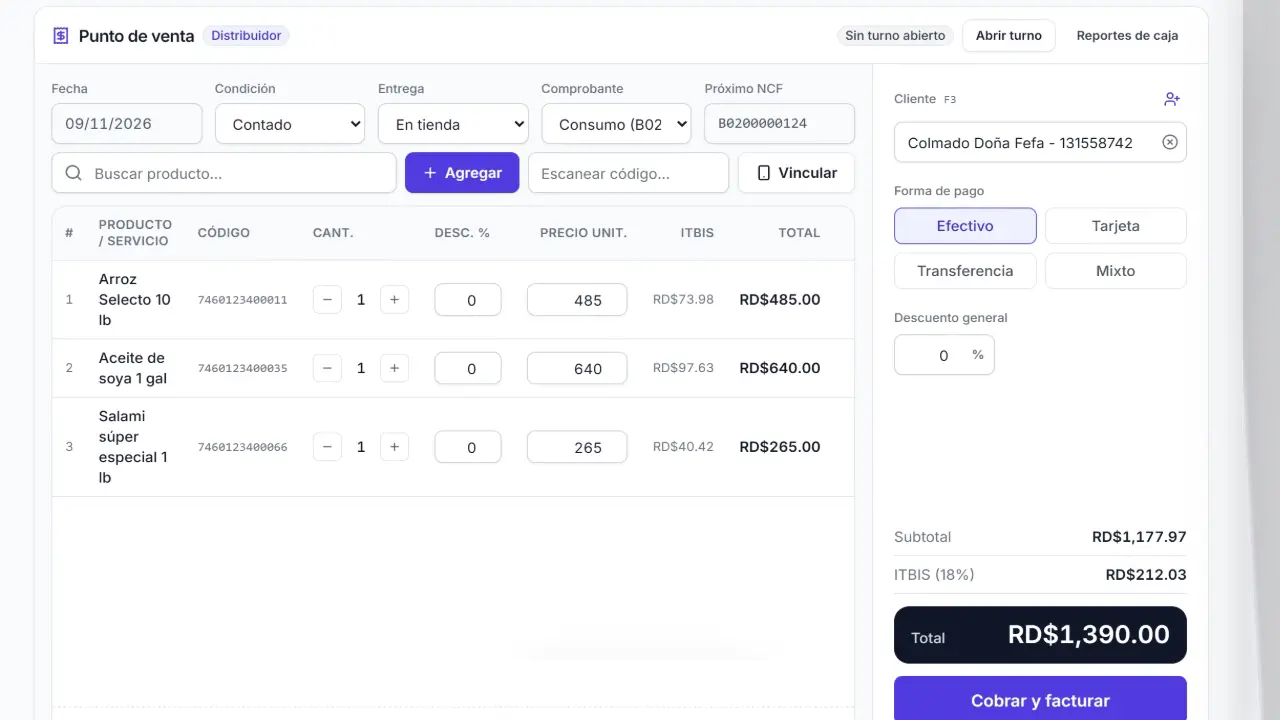 Punto de venta
Distribuidor
Sin turno abierto
Abrir turno
Reportes de caja
Fecha
Condición
Entrega
Comprobante
Próximo NCF
09/11/2026
Contado
En tienda
Consumo (B02
B0200000124
Buscar producto...
+ Agregar
Escanear código...
Vincular
# PRODUCTO / SERVICIO CÓDIGO CANT. DESC. % PRECIO UNIT. ITBIS TOTAL
1 Arroz Selecto 10 lb 7460123400011 − 1 + 0 485 RD$73.98 RD$485.00
2 Aceite de soya 1 gal 7460123400035 − 1 + 0 640 RD$97.63 RD$640.00
3 Salami súper especial 1 lb 7460123400066 − 1 + 0 265 RD$40.42 RD$265.00
Cliente F3
Colmado Doña Fefa - 131558742
Forma de pago
Efectivo
Tarjeta
Transferencia
Mixto
Descuento general
0 %
Subtotal RD$1,177.97
ITBIS (18%) RD$212.03
Total RD$1,390.00
Cobrar y facturar